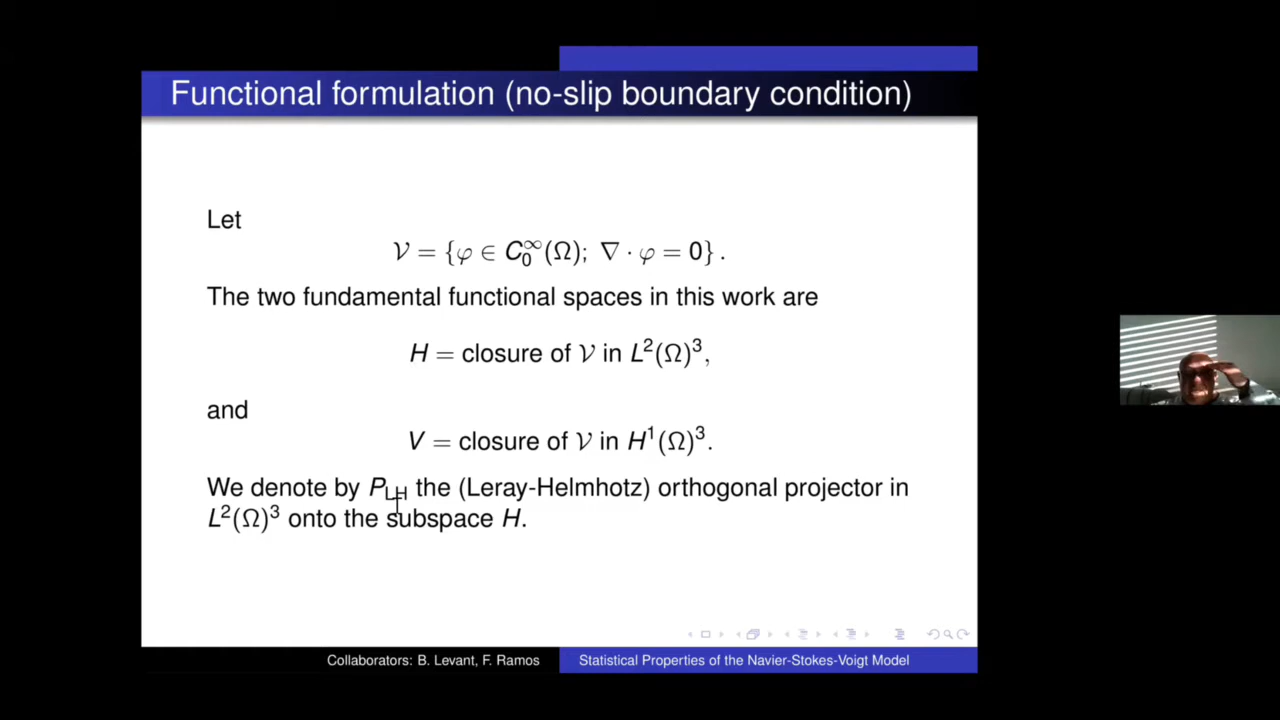 Functional formulation (no-slip boundary condition)
Let
𝒱 = {φ ∈ C₀^∞(Ω); ∇ · φ = 0} .
The two fundamental functional spaces in this work are
H = closure of 𝒱 in L²(Ω)³,
and
V = closure of 𝒱 in H¹(Ω)³.
We denote by P_LH the (Leray-Helmhotz) orthogonal projector in
L²(Ω)³ onto the subspace H.
Collaborators: B. Levant, F. Ramos
Statistical Properties of the Navier-Stokes-Voigt Model